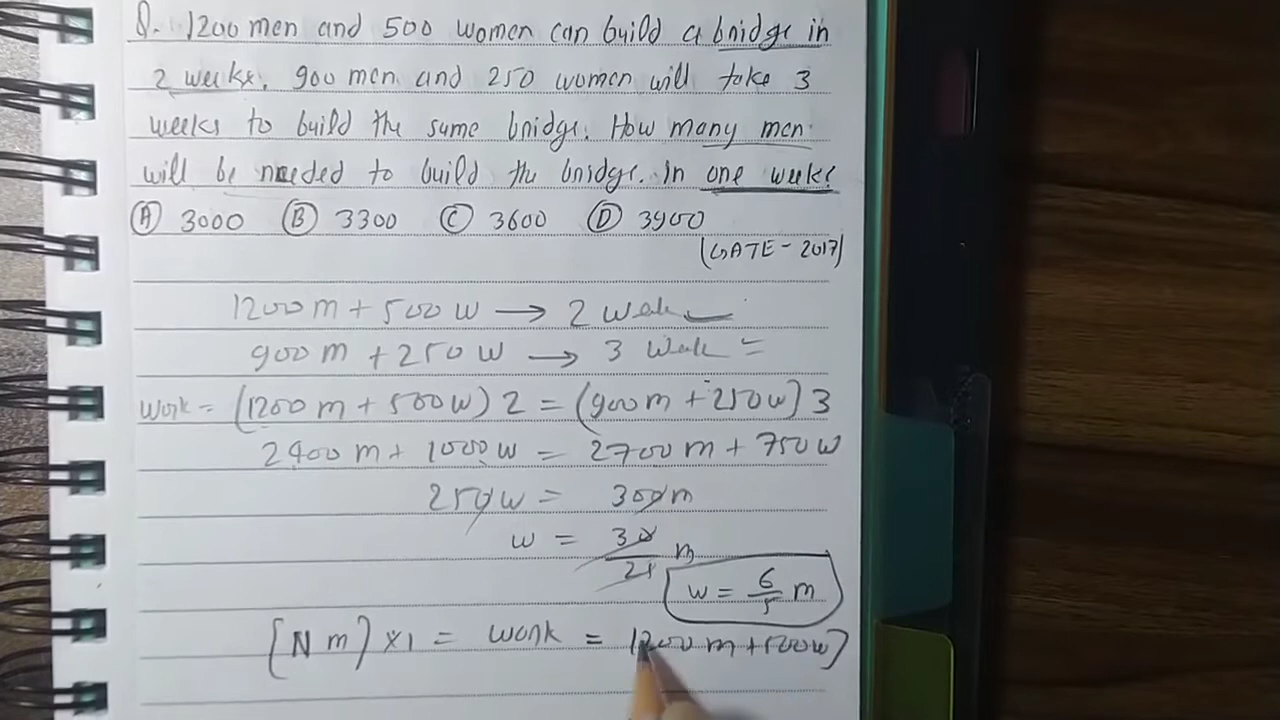 Q. 1200 men and 500 women can build a bridge in
2 weeks. 900 men and 250 women will take 3
weeks to build the same bridge. How many men
will be needed to build the bridge in one week?
(A) 3000 (B) 3300 (C) 3600 (D) 3900
(GATE - 2017)
1200 m + 500 w → 2 week
900 m + 250 w → 3 week =
Work = (1200 m + 500 w) 2 = (900 m + 250 w) 3
2400 m + 1000 w = 2700 m + 750 w
250 w = 300 m
w = 30/25 m
w = 6/5 m
[N m] x 1 = Work = 1200 m + 500 w)